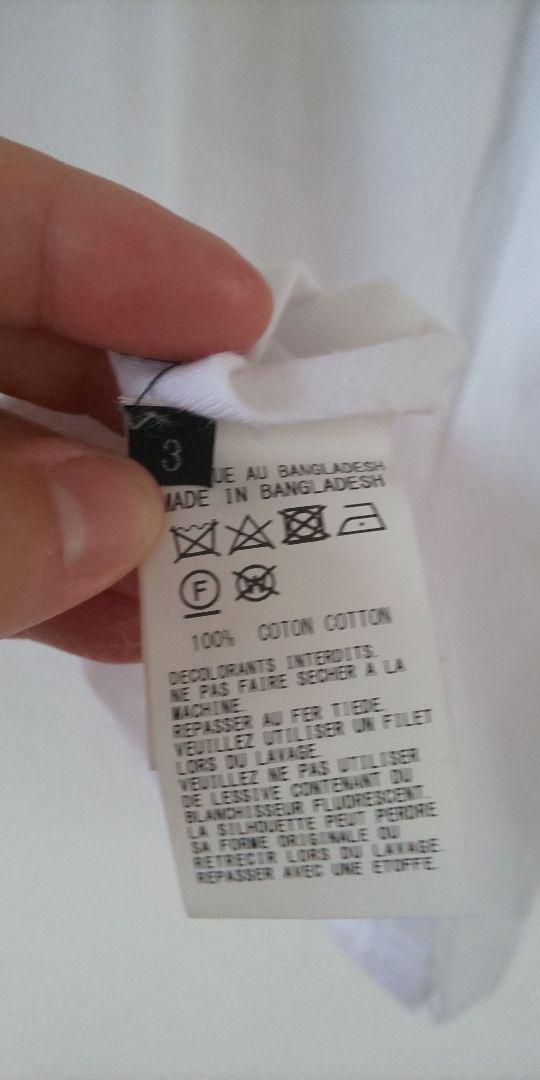 3
UE AU BANGLADESH
MADE IN BANGLADESH
F
W
100% COTON COTTON
DECOLORANTS INTERDITS.
NE PAS FAIRE SECHER A LA
MACHINE.
REPASSER AU FER TIEDE.
VEUILLEZ UTILISER UN FILET
LORS DU LAVAGE.
VEUILLEZ NE PAS UTILISER
DE LESSIVE CONTENANT DU
BLANCHISSEUR FLUORESCENT.
LA SILHOUETTE PEUT PERDRE
SA FORME ORIGINALE OU
RETRECIR LORS DU LAVAGE.
REPASSER AVEC UNE ETOFFE.